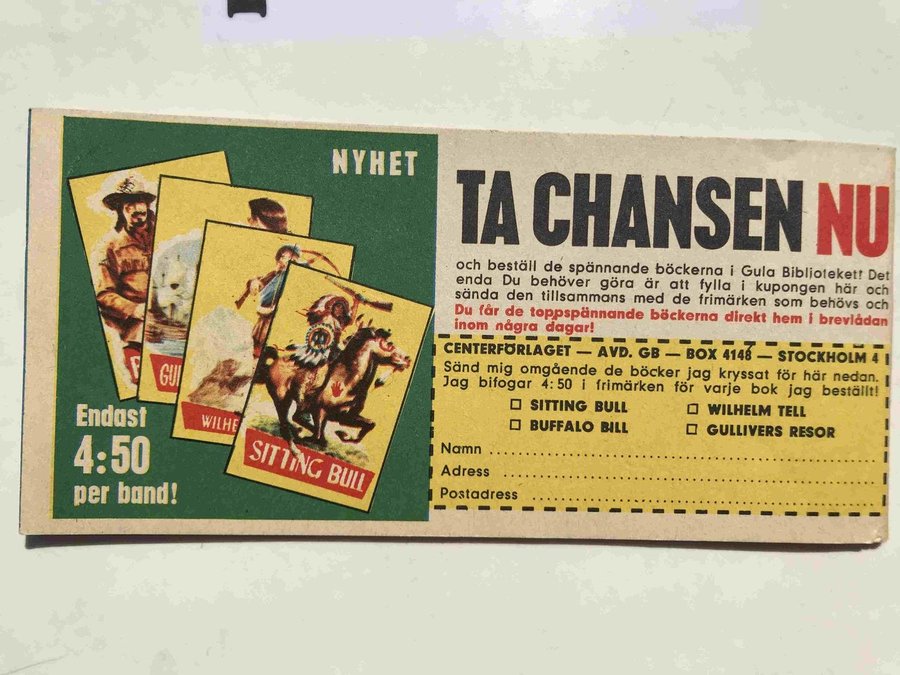 NYHET
GUL
WILHE
SITTING BULL
Endast
4:50
per band!
TA CHANSEN NU
och beställ de spännande böckerna i Gula Biblioteket! Det
enda Du behöver göra är att fylla i kupongen här och
sända den tillsammans med de frimärken som behövs och
Du får de toppspännande böckerna direkt hem i brevlådan
inom några dagar!
CENTERFÖRLAGET — AVD. GB — BOX 4148 — STOCKHOLM 4
Sänd mig omgående de böcker jag kryssat för här nedan.
Jag bifogar 4:50 i frimärken för varje bok jag beställt!
SITTING BULL
WILHELM TELL
BUFFALO BILL
GULLIVERS RESOR
Namn
Adress
Postadress